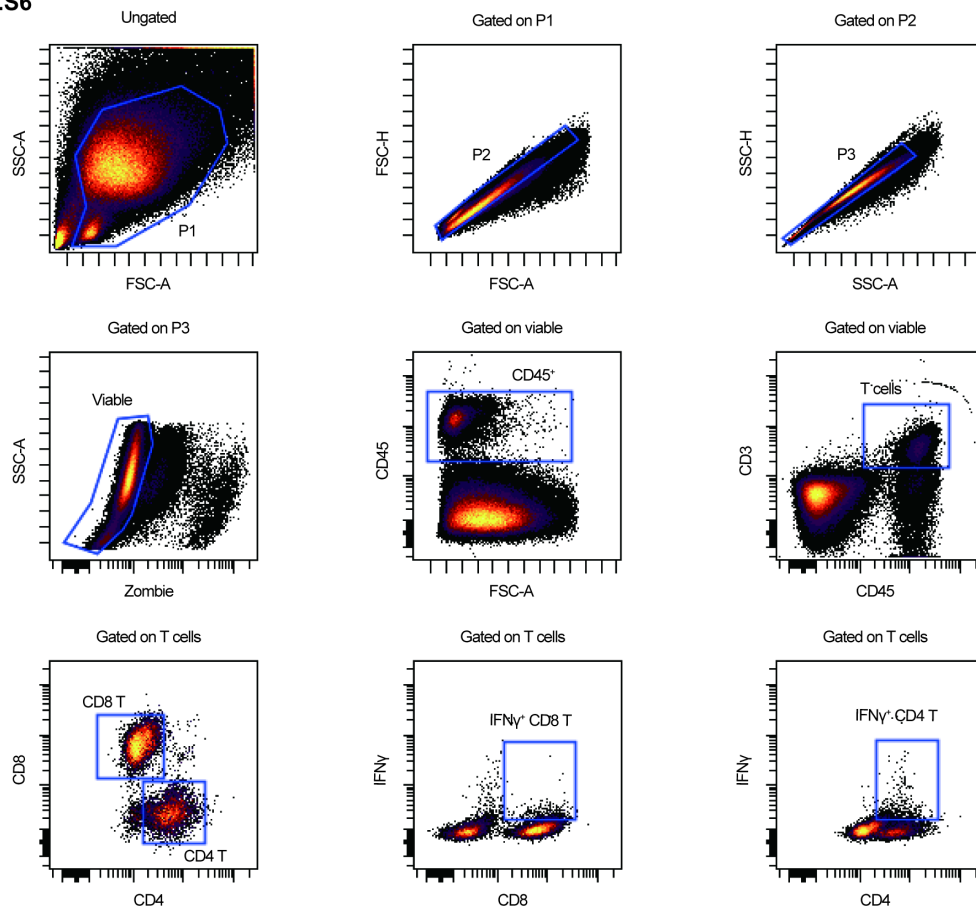 .S6
Ungated
Gated on P1
Gated on P2
SSC-A
P1
FSC-A
FSC-H
P2
FSC-A
SSC-H
P3
SSC-A
Gated on P3
Gated on viable
Gated on viable
SSC-A
Viable
Zombie
CD45
CD45⁺
FSC-A
CD3
T cells
CD45
Gated on T cells
Gated on T cells
Gated on T cells
CD8
CD8 T
CD4 T
CD4
IFNγ
IFNγ⁺ CD8 T
CD8
IFNγ
IFNγ⁺ CD4 T
CD4